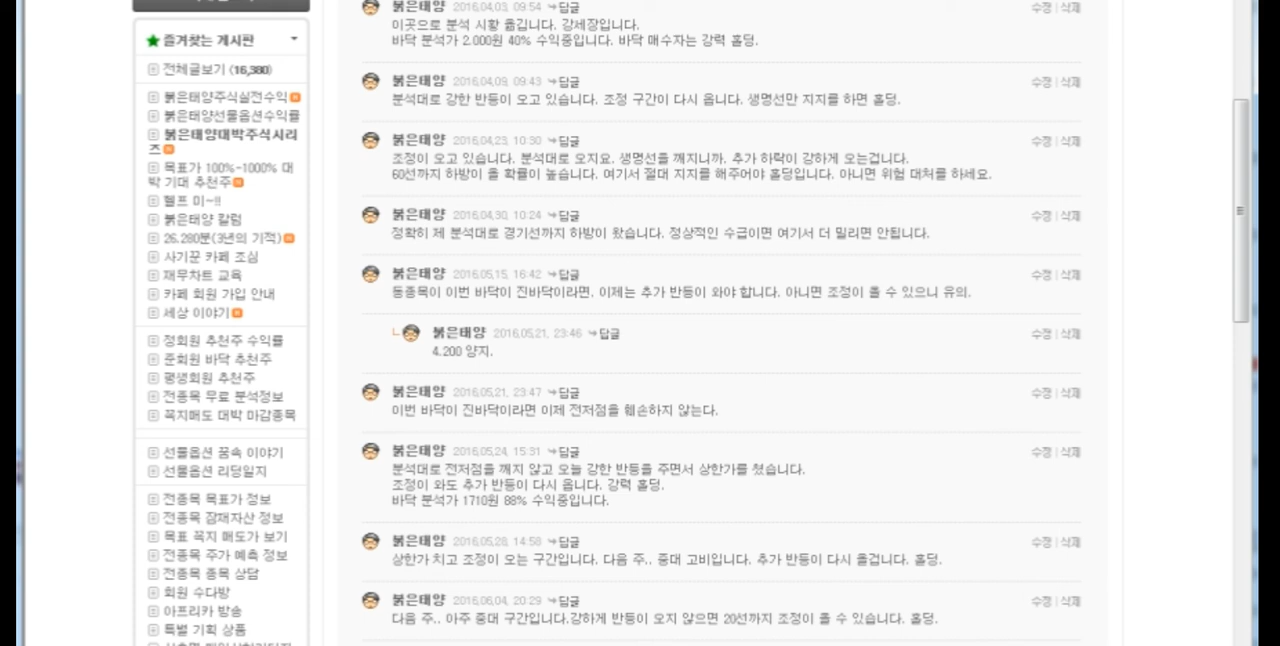 즐겨찾는 게시판
전체글보기 (16,380)
붉은태양주식실전수익
붉은태양선물옵션수익률
붉은태양대박주식시리
즈
목표가 100%~1000% 대
박 기대 추천주
헬프 미~!!
붉은태양 칼럼
26.280분(3년의 기적)
사기꾼 카페 조심
재무차트 교육
카페 회원 가입 안내
세상 이야기
정회원 추천주 수익률
준회원 바닥 추천주
평생회원 추천주
전종목 무료 분석정보
꼭지매도 대박 마감종목
선물옵션 꿈속 이야기
선물옵션 리딩일지
전종목 목표가 정보
전종목 잠재자산 정보
목표 꼭지 매도가 보기
전종목 주가 예측 정보
전종목 종목 상담
회원 수다방
아프리카 방송
특별 기획 상품
붉은태양 2016.04.03. 09:54 답글 수정 | 삭제
이곳으로 분석 시황 옮깁니다. 강세장입니다.
바닥 분석가 2.000원 40% 수익중입니다. 바닥 매수자는 강력 홀딩.
붉은태양 2016.04.09. 09:43 답글 수정 | 삭제
분석대로 강한 반등이 오고 있습니다. 조정 구간이 다시 옵니다. 생명선만 지지를 하면 홀딩.
붉은태양 2016.04.23. 10:30 답글 수정 | 삭제
조정이 오고 있습니다. 분석대로 오지요. 생명선을 깨지니까. 추가 하락이 강하게 오는겁니다.
60선까지 하방이 올 확률이 높습니다. 여기서 절대 지지를 해주어야 홀딩입니다. 아니면 위험 대처를 하세요.
붉은태양 2016.04.30. 10:24 답글 수정 | 삭제
정확히 제 분석대로 경기선까지 하방이 왔습니다. 정상적인 수급이면 여기서 더 밀리면 안됩니다.
붉은태양 2016.05.15. 16:42 답글 수정 | 삭제
동종목이 이번 바닥이 진바닥이라면. 이제는 추가 반등이 와야 합니다. 아니면 조정이 올 수 있으니 유의.
붉은태양 2016.05.21. 23:46 답글 수정 | 삭제
4.200 양지.
붉은태양 2016.05.21. 23:47 답글 수정 | 삭제
이번 바닥이 진바닥이라면 이제 전저점을 훼손하지 않는다.
붉은태양 2016.05.24. 15:31 답글 수정 | 삭제
분석대로 전저점을 깨지 않고 오늘 강한 반등을 주면서 상한가를 쳤습니다.
조정이 와도 추가 반등이 다시 옵니다. 강력 홀딩.
바닥 분석가 1710원 88% 수익중입니다.
붉은태양 2016.05.28. 14:58 답글 수정 | 삭제
상한가 치고 조정이 오는 구간입니다. 다음 주.. 중대 고비입니다. 추가 반등이 다시 올겁니다. 홀딩.
붉은태양 2016.06.04. 20:29 답글 수정 | 삭제
다음 주.. 아주 중대 구간입니다.강하게 반등이 오지 않으면 20선까지 조정이 올 수 있습니다. 홀딩.